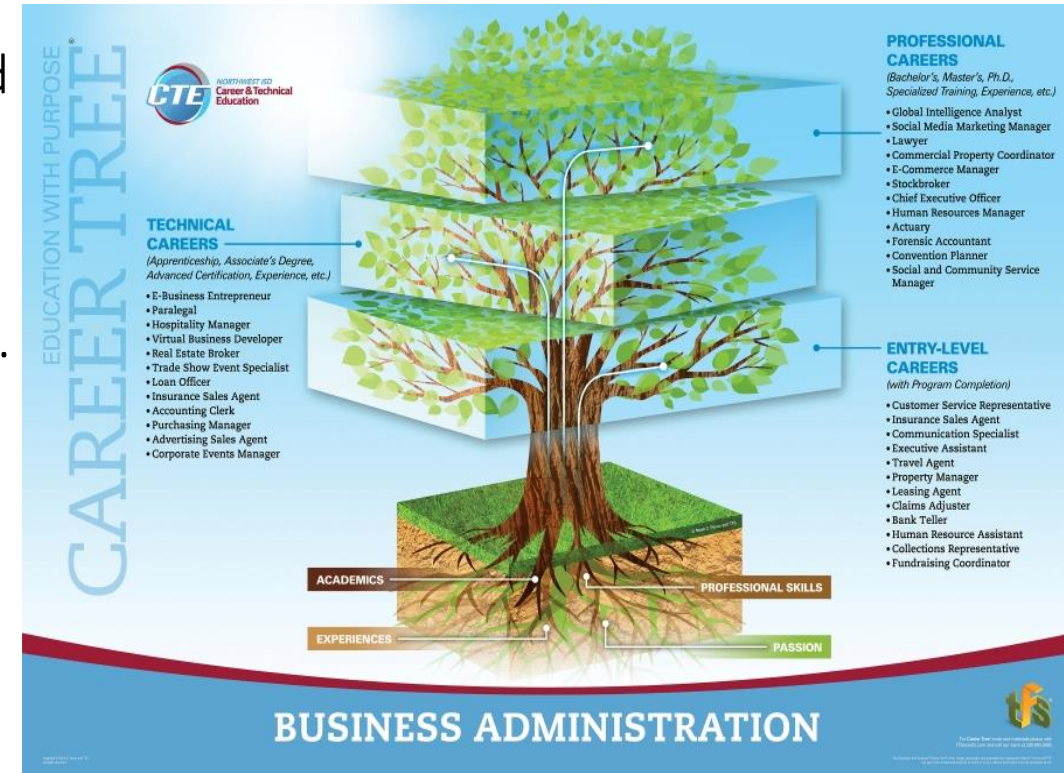 d
.
EDUCATION WITH PURPOSE
CAREER TREE
CTE
NORTHWEST ISD
Career & Technical
Education
TECHNICAL
CAREERS
(Apprenticeship, Associate's Degree,
Advanced Certification, Experience, etc.)
• E-Business Entrepreneur
• Paralegal
• Hospitality Manager
• Virtual Business Developer
• Real Estate Broker
• Trade Show Event Specialist
• Loan Officer
• Insurance Sales Agent
• Accounting Clerk
• Purchasing Manager
• Advertising Sales Agent
• Corporate Events Manager
PROFESSIONAL
CAREERS
(Bachelor's, Master's, Ph.D.,
Specialized Training, Experience, etc.)
• Global Intelligence Analyst
• Social Media Marketing Manager
• Lawyer
• Commercial Property Coordinator
• E-Commerce Manager
• Stockbroker
• Chief Executive Officer
• Human Resources Manager
• Actuary
• Forensic Accountant
• Convention Planner
• Social and Community Service
Manager
ENTRY-LEVEL
CAREERS
(with Program Completion)
• Customer Service Representative
• Insurance Sales Agent
• Communication Specialist
• Executive Assistant
• Travel Agent
• Property Manager
• Leasing Agent
• Claims Adjuster
• Bank Teller
• Human Resource Assistant
• Collections Representative
• Fundraising Coordinator
ACADEMICS
PROFESSIONAL SKILLS
EXPERIENCES
PASSION
BUSINESS ADMINISTRATION
tfs